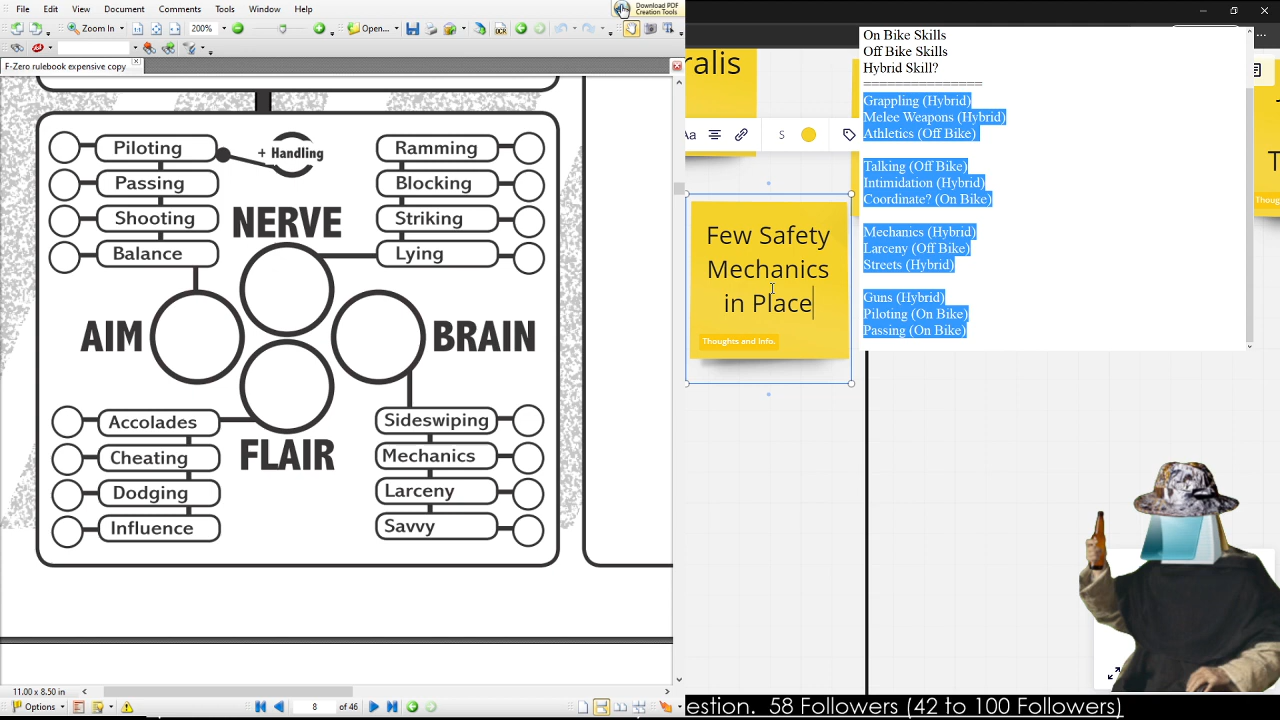 File Edit View Document Comments Tools Window Help
Download PDF
Creation Tools
Zoom In 200% Open... OCR
F-Zero rulebook expensive copy
Piloting
+ Handling
Ramming
Passing
Blocking
Shooting
NERVE
Striking
Balance
Lying
AIM
BRAIN
Accolades
Sideswiping
Cheating
FLAIR
Mechanics
Dodging
Larceny
Influence
Savvy
11.00 x 8.50 in
Options 8 of 46
ralis
Aa S
Few Safety
Mechanics
in Place
Thoughts and Info.
On Bike Skills
Off Bike Skills
Hybrid Skill?
===============
Grappling (Hybrid)
Melee Weapons (Hybrid)
Athletics (Off Bike)
Talking (Off Bike)
Intimidation (Hybrid)
Coordinate? (On Bike)
Mechanics (Hybrid)
Larceny (Off Bike)
Streets (Hybrid)
Guns (Hybrid)
Piloting (On Bike)
Passing (On Bike)
T
Thoug
estion. 58 Followers (42 to 100 Followers)